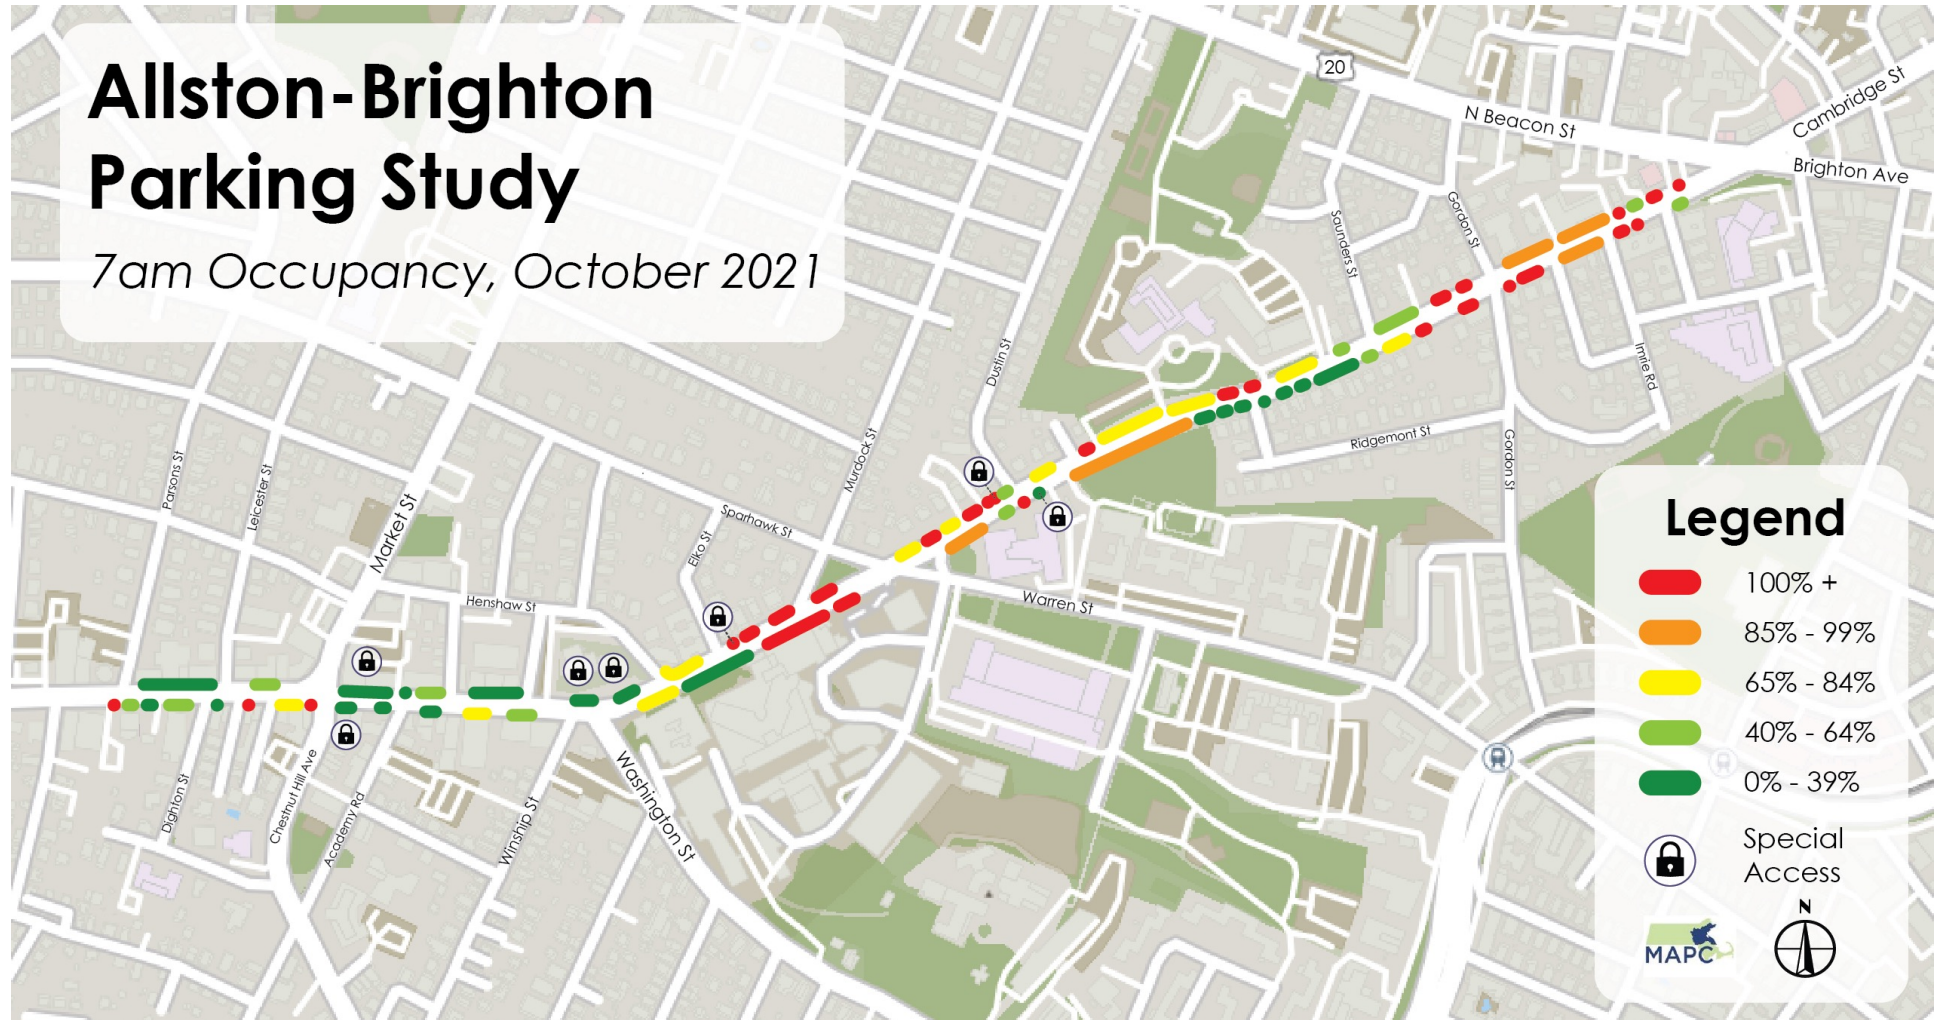 Allston-Brighton
Parking Study
7am Occupancy, October 2021
20
N Beacon St
Cambridge St
Brighton Ave
Gordon St
Saunders St
Imrie Rd
Dustin St
Ridgemont St
Gordon St
Murdock St
Parsons St
Leicester St
Market St
Sparhawk St
Elko St
Henshaw St
Warren St
Dighton St
Chestnut Hill Ave
Academy Rd
Winship St
Washington St
Legend
100% +
85% - 99%
65% - 84%
40% - 64%
0% - 39%
Special
Access
MAPC
N